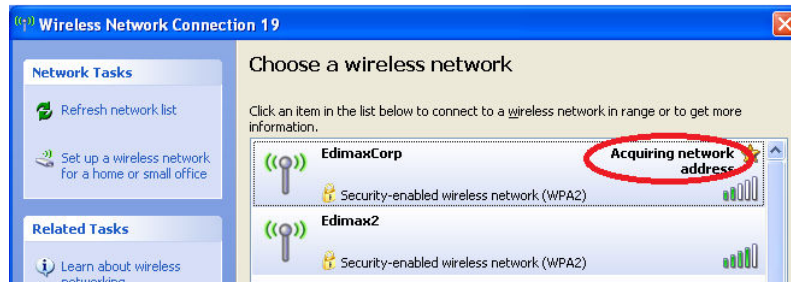 Wireless Network Connection 19
Network Tasks
Refresh network list
Set up a wireless network
for a home or small office
Related Tasks
Learn about wireless
networking
Choose a wireless network
Click an item in the list below to connect to a wireless network in range or to get more
information.
EdimaxCorp
Acquiring network
address
Security-enabled wireless network (WPA2)
Edimax2
Security-enabled wireless network (WPA2)